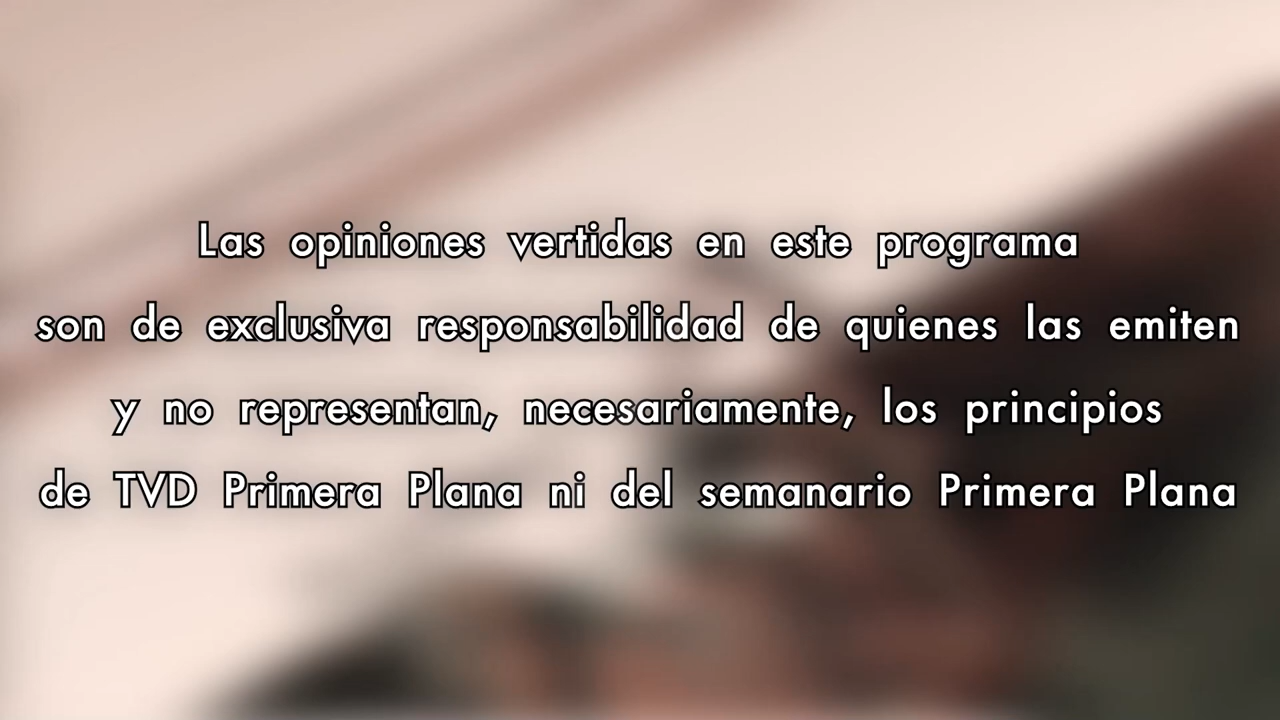 Las opiniones vertidas en este programa
son de exclusiva responsabilidad de quienes las emiten
y no representan, necesariamente, los principios
de TVD Primera Plana ni del semanario Primera Plana